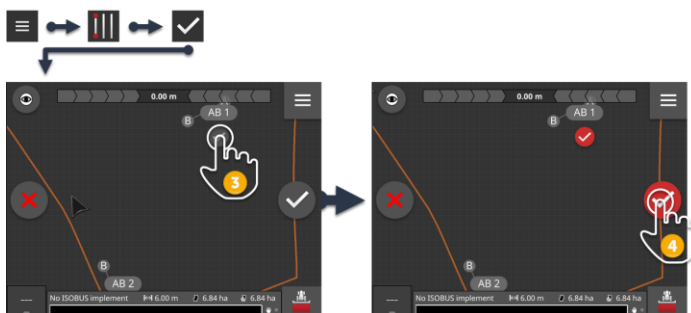 0.00 m
AB 1
B
3
B
AB 2
---
No ISOBUS implement 6.00 m 6.84 ha 6.84 ha
0.00 m
AB 1
B
4
B
AB 2
---
No ISOBUS implement 6.00 m 6.84 ha 6.84 ha